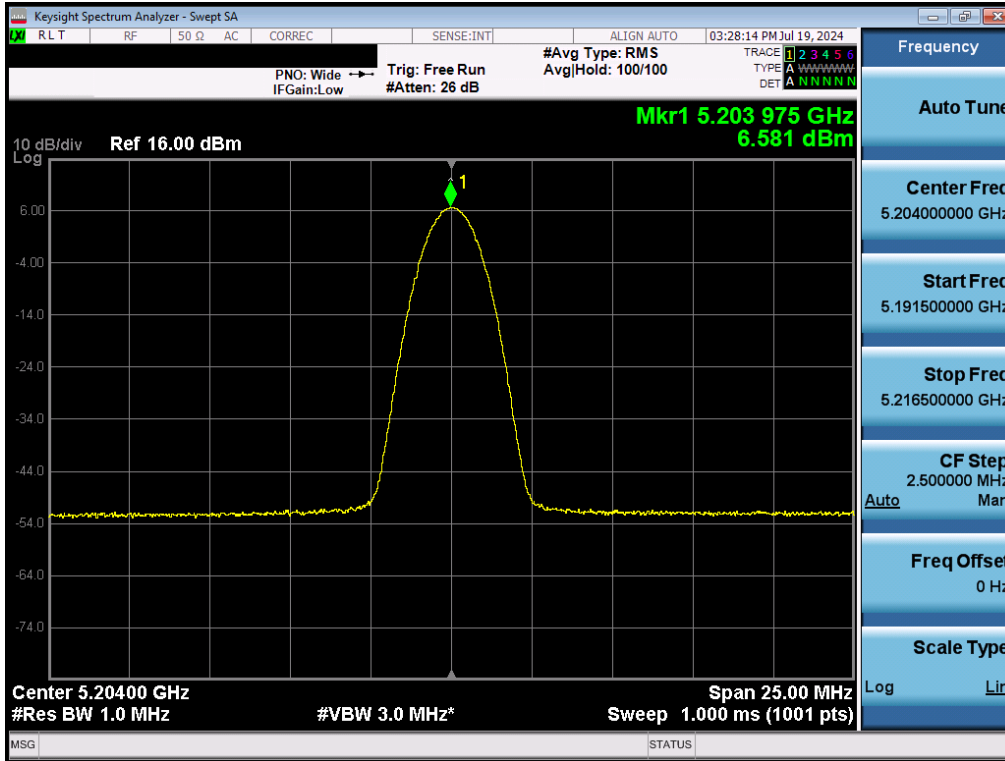 Keysight Spectrum Analyzer - Swept SA
LXI RLT RF 50 Ω AC CORREC SENSE:INT ALIGN AUTO 03:28:14 PM Jul 19, 2024
PNO: Wide
IFGain:Low
Trig: Free Run
#Atten: 26 dB
#Avg Type: RMS
Avg|Hold: 100/100
TRACE 1 2 3 4 5 6
TYPE A WWWWW
DET A N N N N N
Mkr1 5.203 975 GHz
6.581 dBm
10 dB/div Ref 16.00 dBm
Log
1
6.00
-4.00
-14.0
-24.0
-34.0
-44.0
-54.0
-64.0
-74.0
Center 5.20400 GHz Span 25.00 MHz
#Res BW 1.0 MHz #VBW 3.0 MHz* Sweep 1.000 ms (1001 pts)
MSG STATUS
Frequency
Auto Tune
Center Freq
5.204000000 GHz
Start Freq
5.191500000 GHz
Stop Freq
5.216500000 GHz
CF Step
2.500000 MHz
Auto Man
Freq Offset
0 Hz
Scale Type
Log Lin